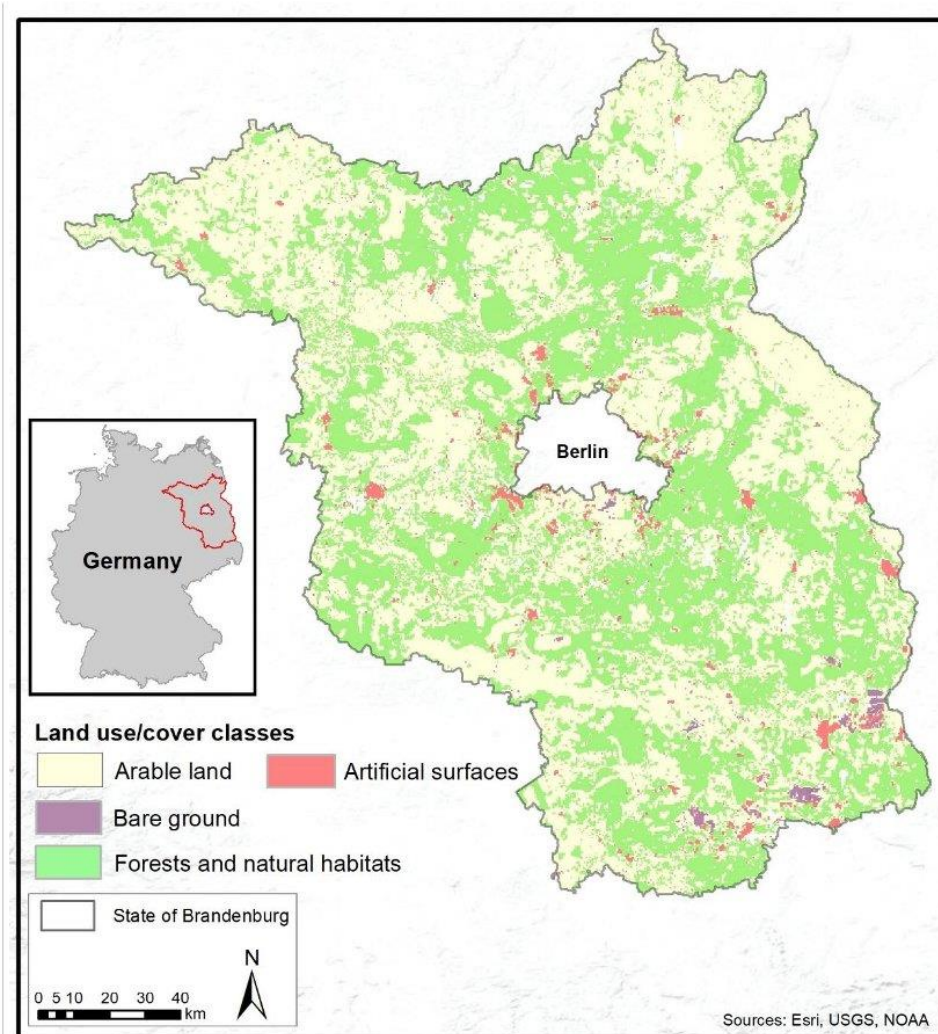 Berlin
Germany
Land use/cover classes
Arable land
Artificial surfaces
Bare ground
Forests and natural habitats
State of Brandenburg
N
0 5 10 20 30 40
km
Sources: Esri, USGS, NOAA